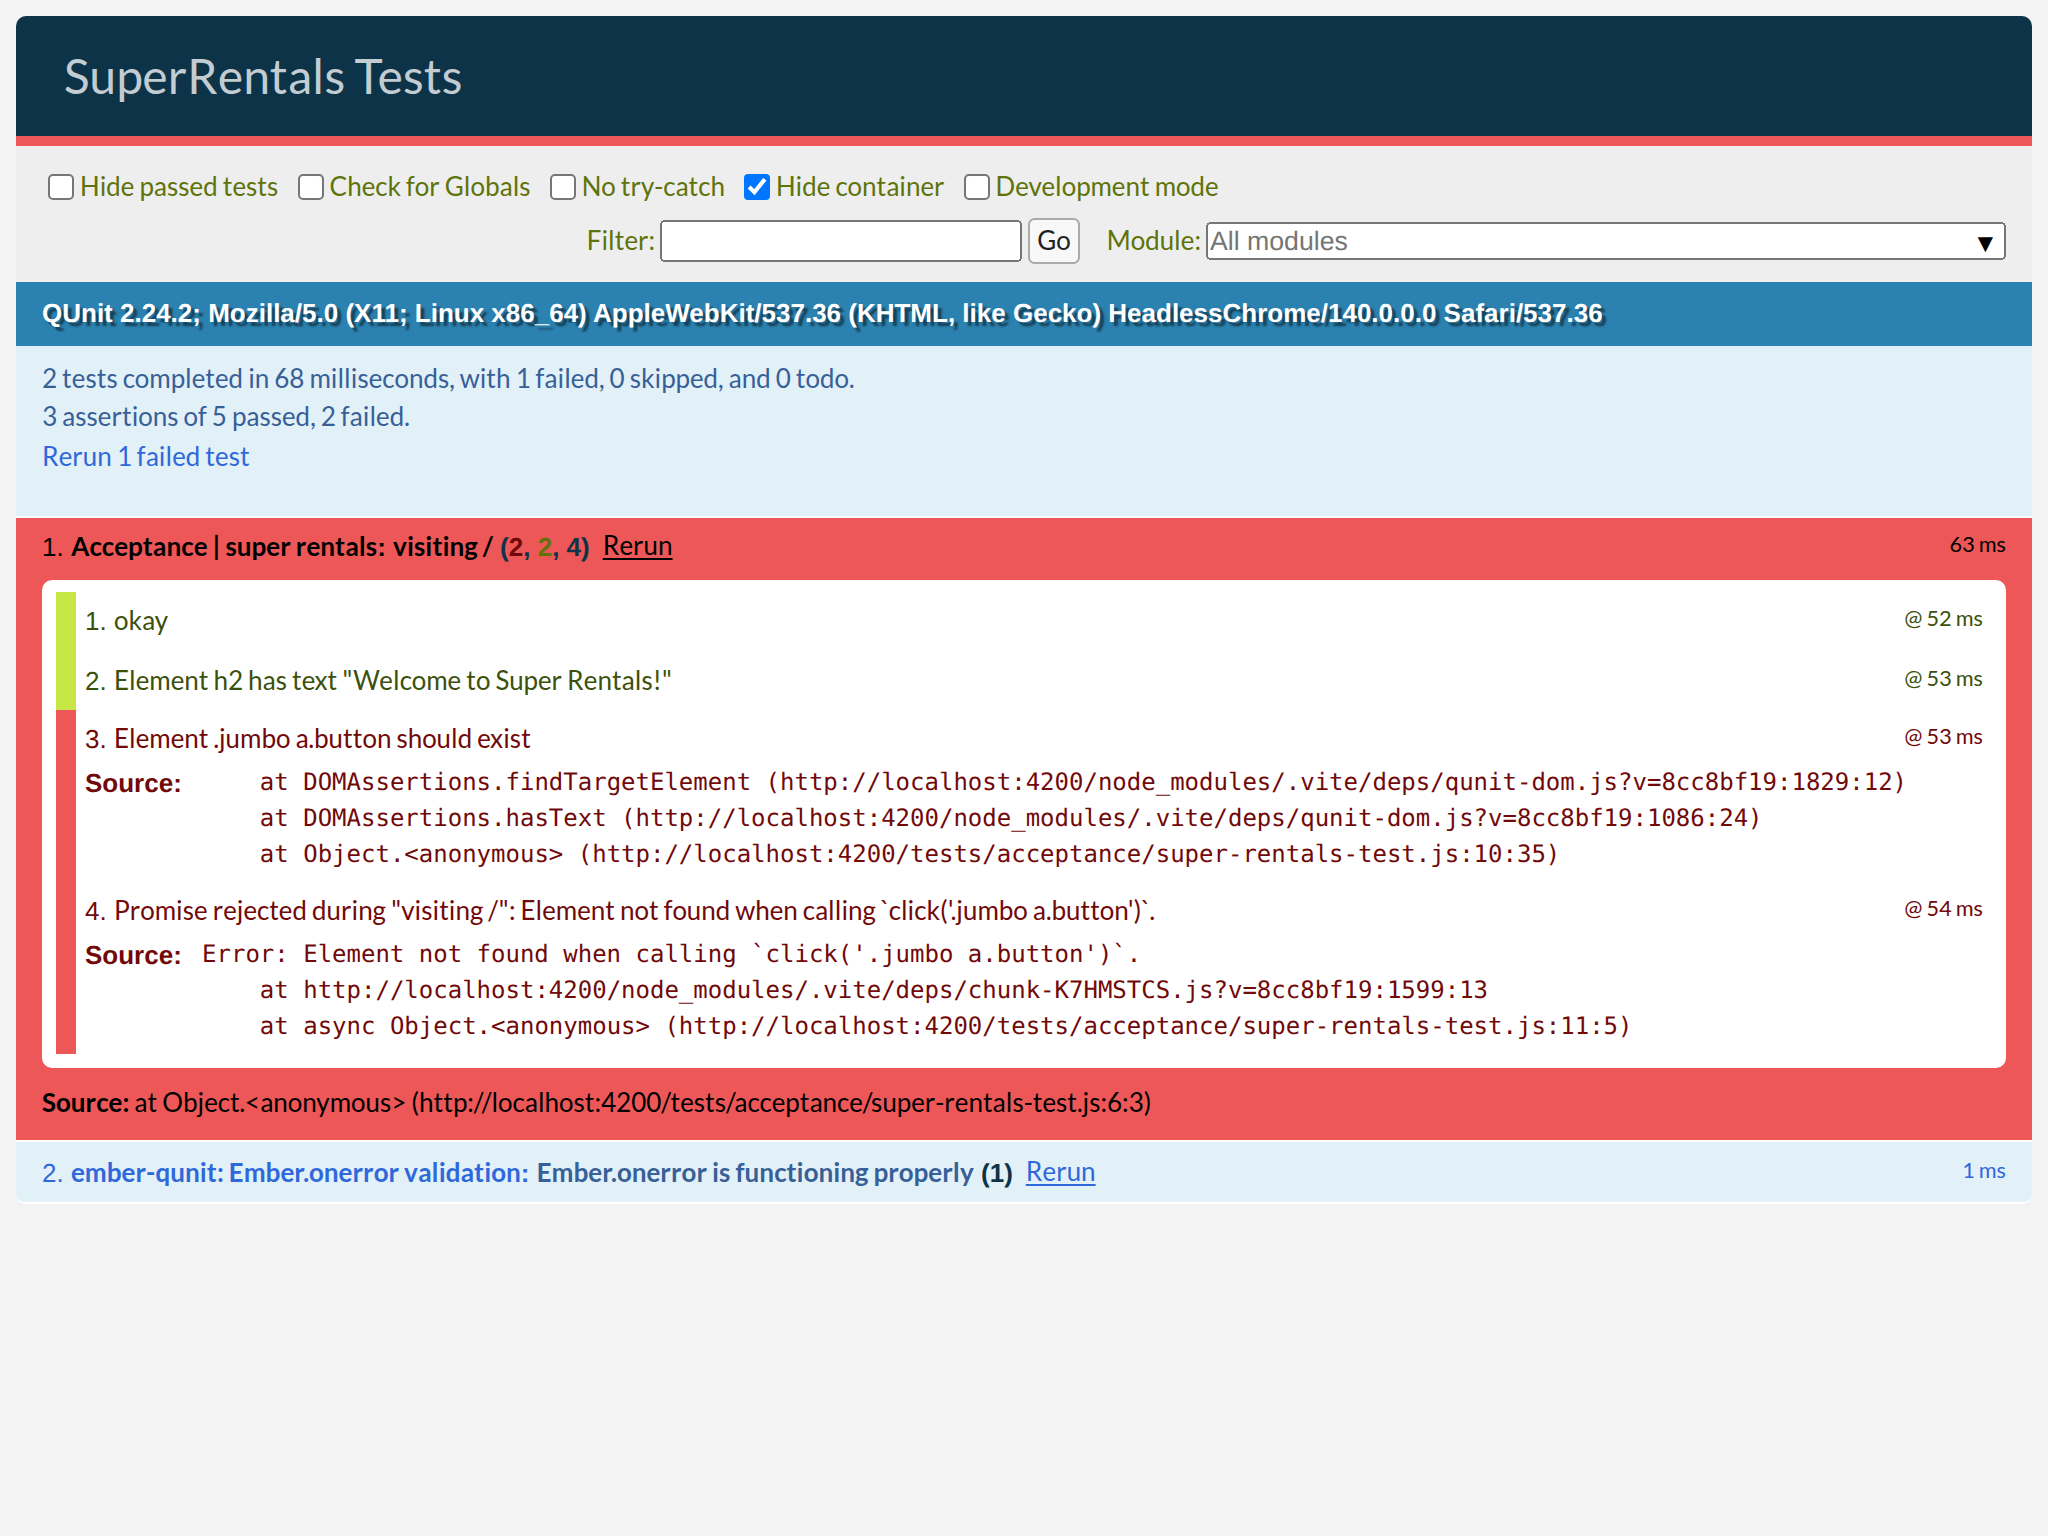 SuperRentals Tests
Hide passed tests Check for Globals No try-catch Hide container Development mode
Filter: Go Module: All modules ▼
QUnit 2.24.2; Mozilla/5.0 (X11; Linux x86_64) AppleWebKit/537.36 (KHTML, like Gecko) HeadlessChrome/140.0.0.0 Safari/537.36
2 tests completed in 68 milliseconds, with 1 failed, 0 skipped, and 0 todo.
3 assertions of 5 passed, 2 failed.
Rerun 1 failed test
1. Acceptance | super rentals: visiting / (2, 2, 4) Rerun 63 ms
1. okay @ 52 ms
2. Element h2 has text "Welcome to Super Rentals!" @ 53 ms
3. Element .jumbo a.button should exist @ 53 ms
Source: at DOMAssertions.findTargetElement (http://localhost:4200/node_modules/.vite/deps/qunit-dom.js?v=8cc8bf19:1829:12)
at DOMAssertions.hasText (http://localhost:4200/node_modules/.vite/deps/qunit-dom.js?v=8cc8bf19:1086:24)
at Object.<anonymous> (http://localhost:4200/tests/acceptance/super-rentals-test.js:10:35)
4. Promise rejected during "visiting /": Element not found when calling `click('.jumbo a.button')`. @ 54 ms
Source: Error: Element not found when calling `click('.jumbo a.button')`.
at http://localhost:4200/node_modules/.vite/deps/chunk-K7HMSTCS.js?v=8cc8bf19:1599:13
at async Object.<anonymous> (http://localhost:4200/tests/acceptance/super-rentals-test.js:11:5)
Source: at Object.<anonymous> (http://localhost:4200/tests/acceptance/super-rentals-test.js:6:3)
2. ember-qunit: Ember.onerror validation: Ember.onerror is functioning properly (1) Rerun 1 ms